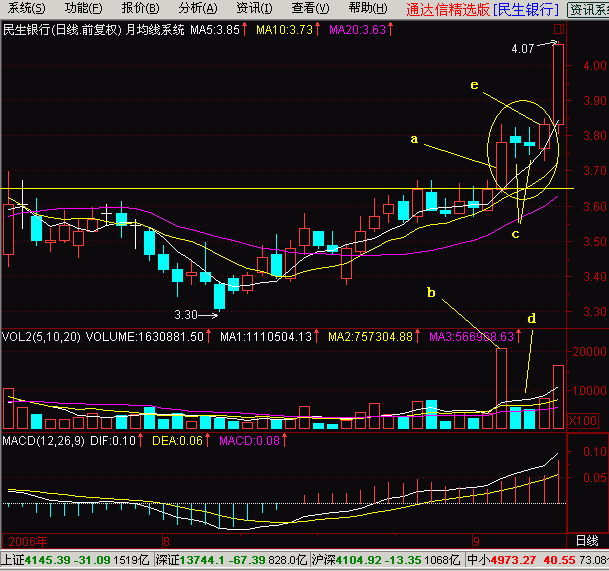 系统(S) 功能(F) 报价(B) 分析(A) 资讯(I) 查看(V) 帮助(H) 通达信精选版[民生银行] 资讯系统
民生银行(日线.前复权) 月均线系统 MA5:3.85↑ MA10:3.73↑ MA20:3.63↑
4.07→
4.00
e
3.90
a
3.80
3.70
3.60
c
3.50
3.40
b
3.30→
3.30
d
VOL2(5,10,20) VOLUME:1630881.50↑ MA1:1110504.13↑ MA2:757304.88↑ MA3:566968.63↑
20000
10000
X100
MACD(12,26,9) DIF:0.10↑ DEA:0.06↑ MACD:0.08↑
0.10
0.05
2006年 8 9 日线
上证4145.39 -31.09 1519亿 深证13744.1 -67.39 828.0亿 沪深4104.92 -13.35 1068亿 中小4973.27 40.55 73.08